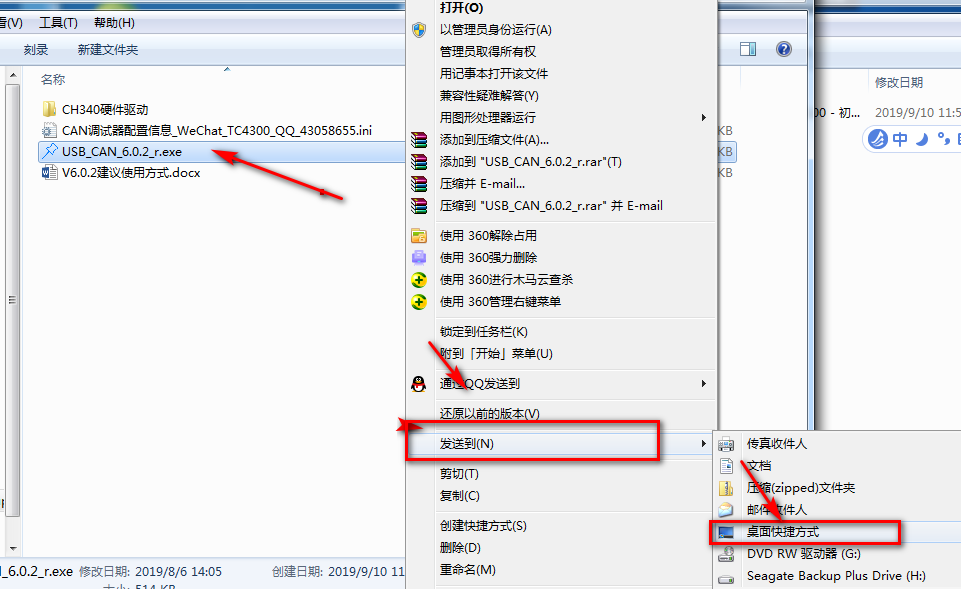 看(V) 工具(T) 帮助(H)
刻录 新建文件夹
名称
CH340硬件驱动
CAN调试器配置信息_WeChat_TC4300_QQ_43058655.ini
USB_CAN_6.0.2_r.exe
V6.0.2建议使用方式.docx
KB
KB
KB
打开(O)
以管理员身份运行(A)
管理员取得所有权
用记事本打开该文件
兼容性疑难解答(Y)
用图形处理器运行
添加到压缩文件(A)...
添加到 "USB_CAN_6.0.2_r.rar"(T)
压缩并 E-mail...
压缩到 "USB_CAN_6.0.2_r.rar" 并 E-mail
使用 360解除占用
使用 360强力删除
使用 360进行木马云查杀
使用 360管理右键菜单
锁定到任务栏(K)
附到「开始」菜单(U)
通过QQ发送到
还原以前的版本(V)
发送到(N)
剪切(T)
复制(C)
创建快捷方式(S)
删除(D)
重命名(M)
传真收件人
文档
压缩(zipped)文件夹
邮件收件人
桌面快捷方式
DVD RW 驱动器 (G:)
Seagate Backup Plus Drive (H:)
修改日期
00 - 初... 2019/9/10 11:5
中
_6.0.2_r.exe 修改日期: 2019/8/6 14:05 创建日期: 2019/9/10 11
大小: 514 KB